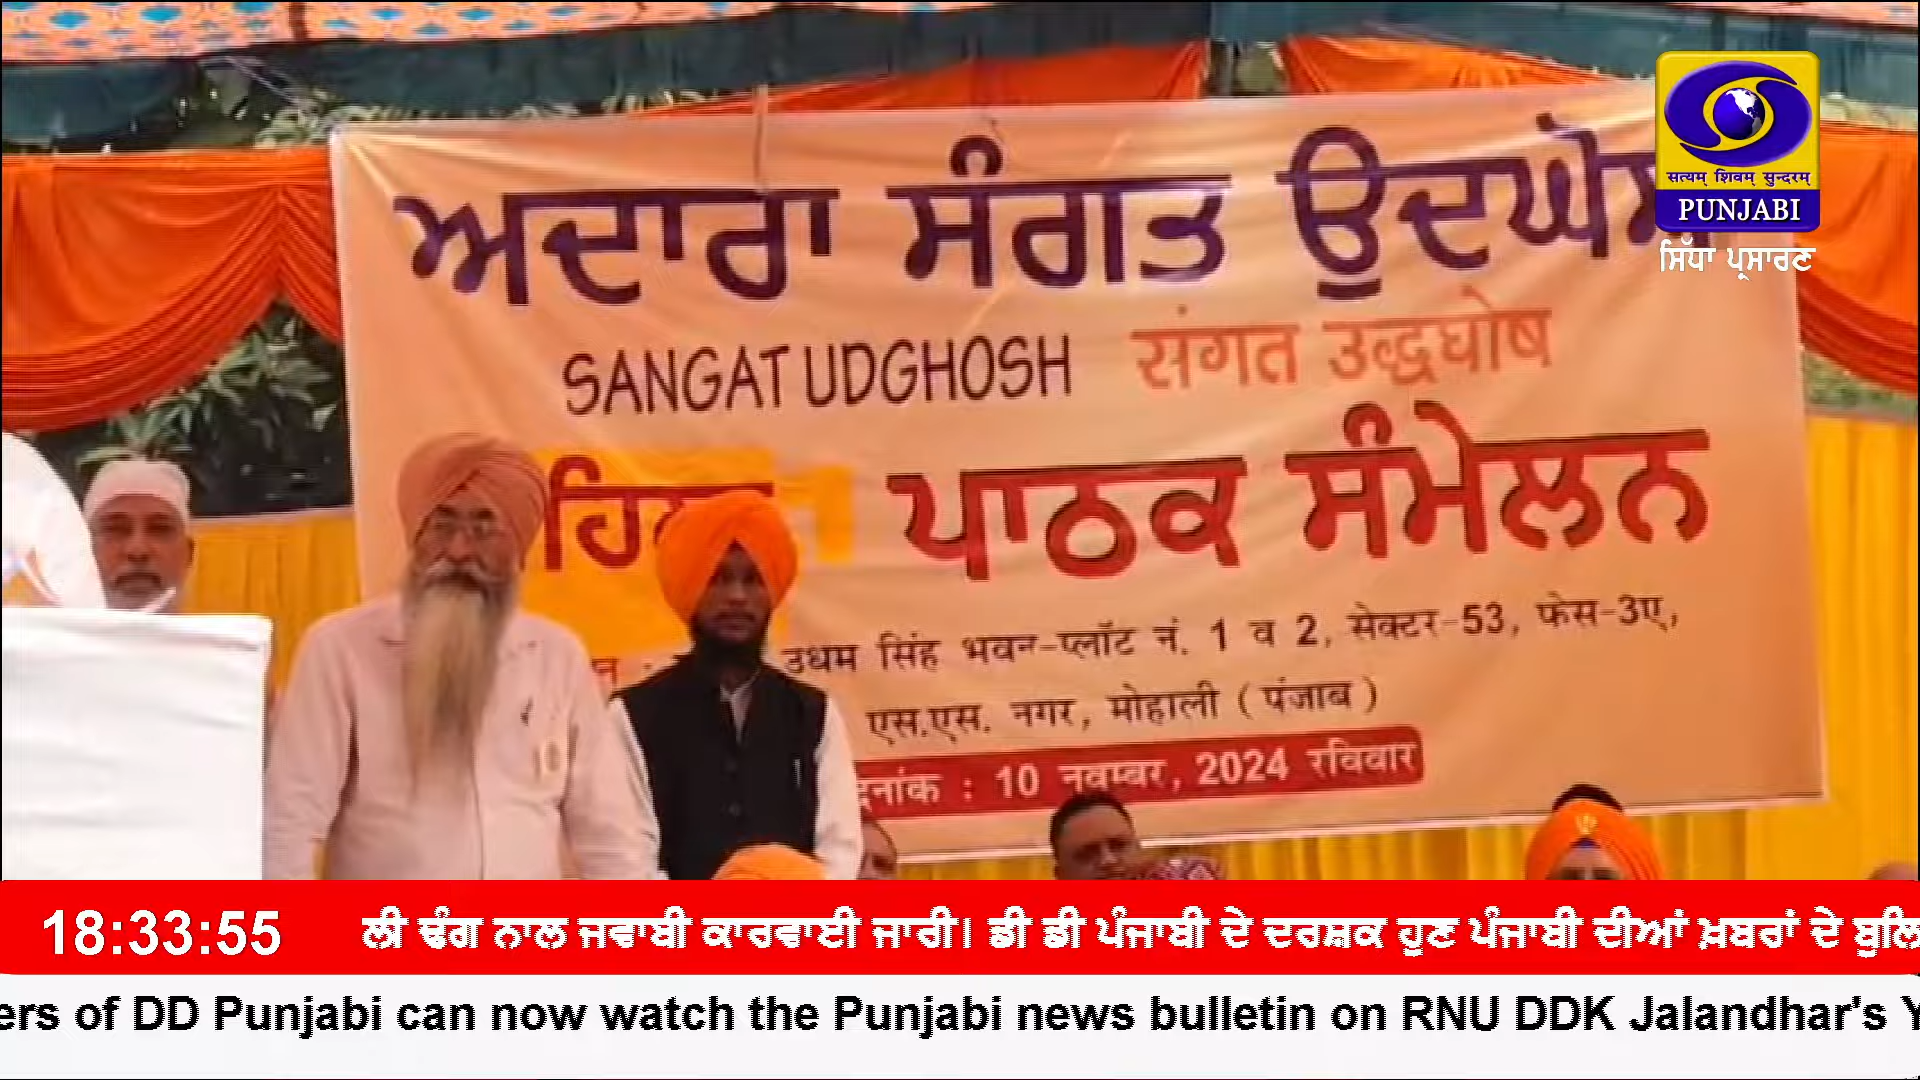 ਅਦਾਰਾ ਸੰਗਤ
SANGAT UDGHOSH संगत उद्धघोष
ਪਾਠਕ ਸੰਮੇਲਨ
उधम सिंह भवन-प्लॉट नं. 1 व 2, सेक्टर-53, फेस-3ए,
एस.एस. नगर, मोहाली ( पंजाब )
: 10 नवम्बर, 2024 रविवार
सत्यम् शिवम् सुन्दरम्
PUNJABI
ਸਿੱਧਾ ਪ੍ਰਸਾਰਣ
18:33:55 ਢੰਗ ਨਾਲ ਜਵਾਬੀ ਕਾਰਵਾਈ ਜਾਰੀ। ਡੀ ਡੀ ਪੰਜਾਬੀ ਦੇ ਦਰਸ਼ਕ ਹੁਣ ਪੰਜਾਬੀ ਦੀਆਂ ਖ਼ਬਰਾਂ ਦੇ
ers of DD Punjabi can now watch the Punjabi news bulletin on RNU DDK Jalandhar's